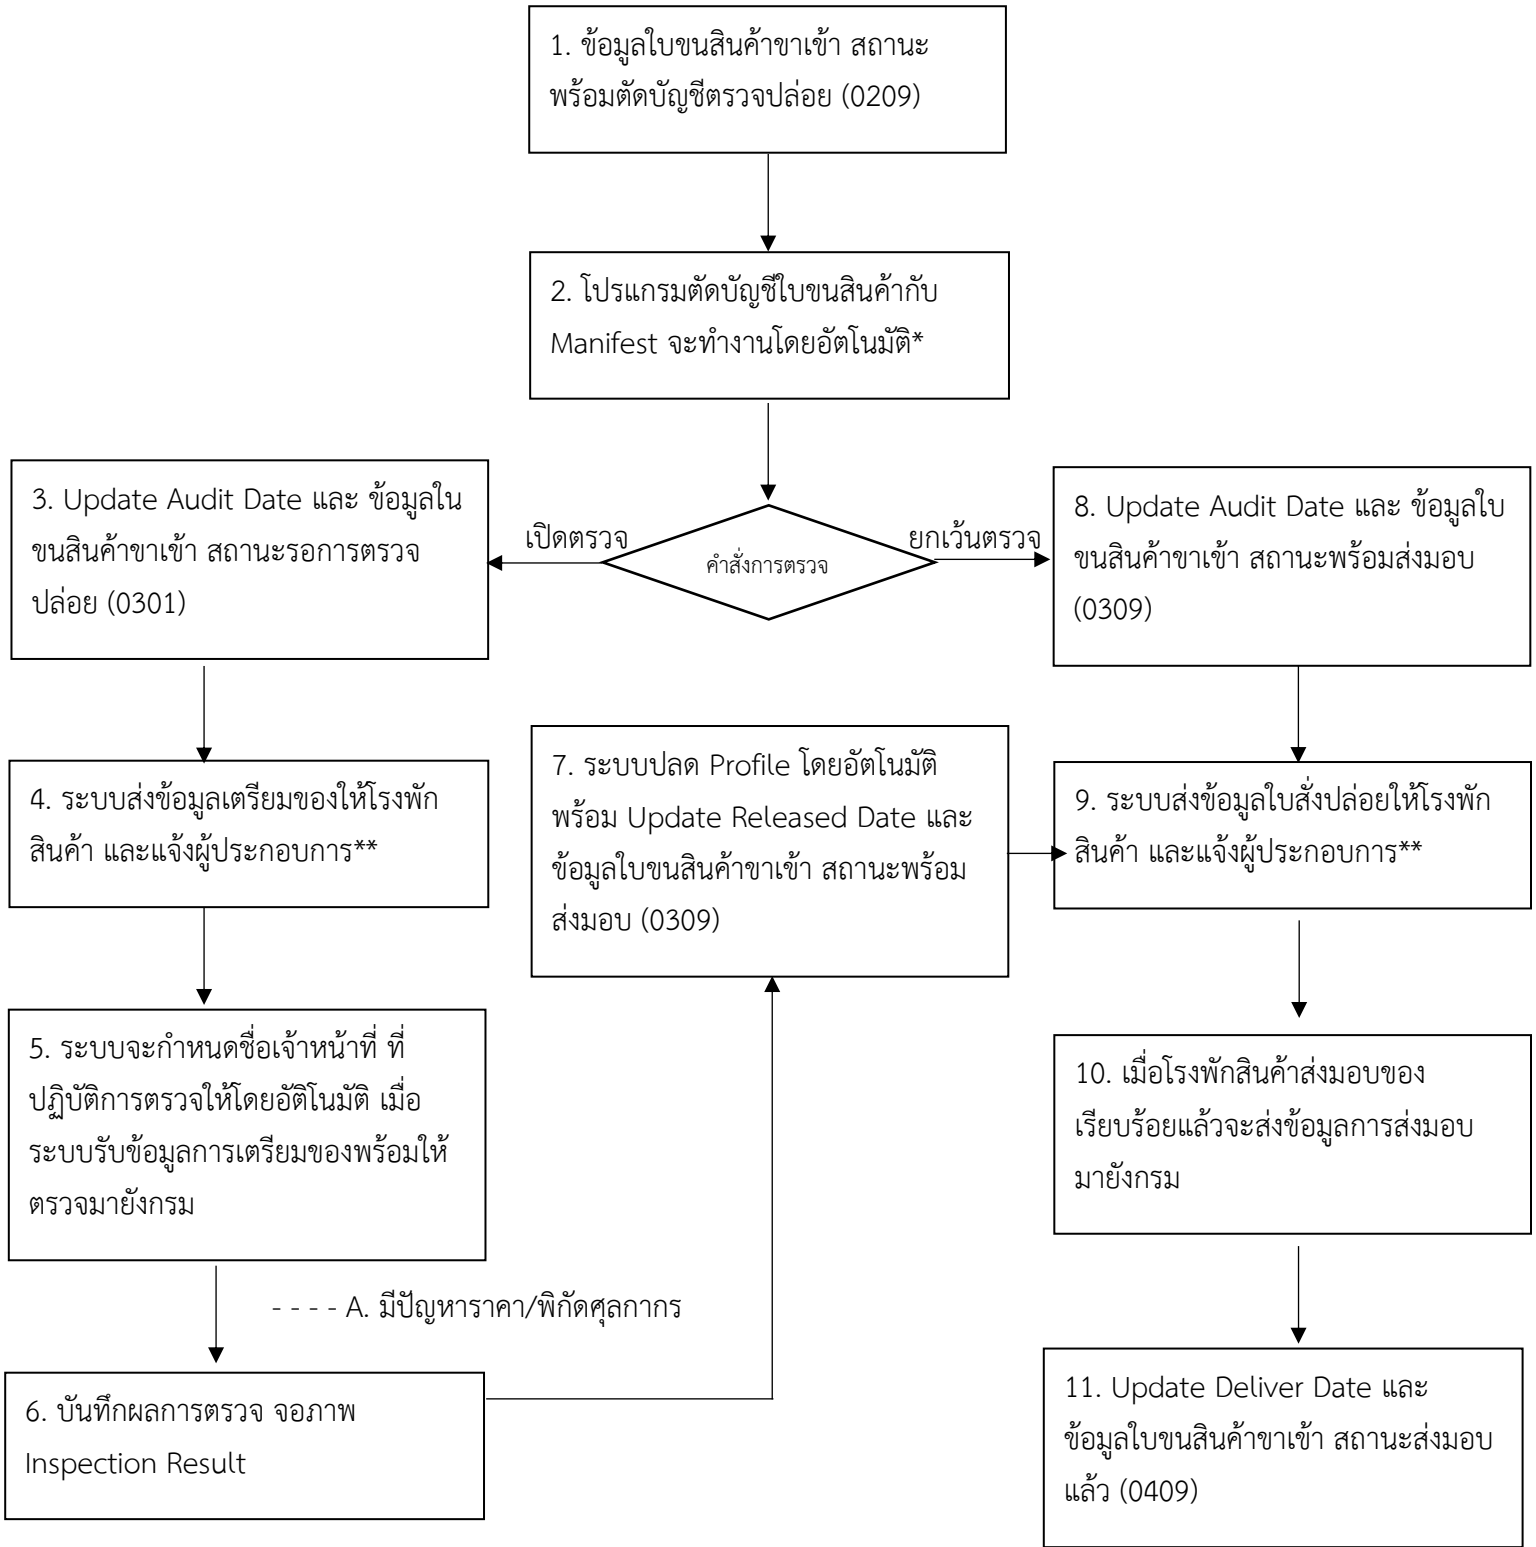 1. ข้อมูลใบขนสินค้าขาเข้า สถานะ
พร้อมตัดบัญชีตรวจปล่อย (0209)
2. โปรแกรมตัดบัญชีใบขนสินค้ากับ
Manifest จะทำงานโดยอัตโนมัติ*
คำสั่งการตรวจ
เปิดตรวจ
ยกเว้นตรวจ
3. Update Audit Date และ ข้อมูลใน
ขนสินค้าขาเข้า สถานะรอการตรวจ
ปล่อย (0301)
4. ระบบส่งข้อมูลเตรียมของให้โรงพัก
สินค้า และแจ้งผู้ประกอบการ**
5. ระบบจะกำหนดชื่อเจ้าหน้าที่ ที่
ปฏิบัติการตรวจให้โดยอัติโนมัติ เมื่อ
ระบบรับข้อมูลการเตรียมของพร้อมให้
ตรวจมายังกรม
- - - - A. มีปัญหาราคา/พิกัดศุลกากร
6. บันทึกผลการตรวจ จอภาพ
Inspection Result
7. ระบบปลด Profile โดยอัตโนมัติ
พร้อม Update Released Date และ
ข้อมูลใบขนสินค้าขาเข้า สถานะพร้อม
ส่งมอบ (0309)
8. Update Audit Date และ ข้อมูลใบ
ขนสินค้าขาเข้า สถานะพร้อมส่งมอบ
(0309)
9. ระบบส่งข้อมูลใบสั่งปล่อยให้โรงพัก
สินค้า และแจ้งผู้ประกอบการ**
10. เมื่อโรงพักสินค้าส่งมอบของ
เรียบร้อยแล้วจะส่งข้อมูลการส่งมอบ
มายังกรม
11. Update Deliver Date และ
ข้อมูลใบขนสินค้าขาเข้า สถานะส่งมอบ
แล้ว (0409)